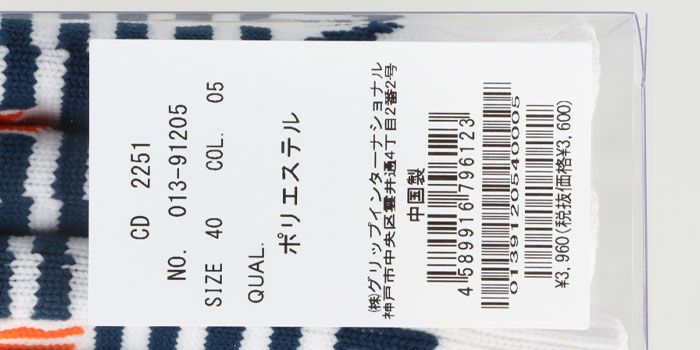 CD 2251
NO. 013-91205
SIZE 40 COL. 05
QUAL.
ポリエステル
㈱グリップインターナショナル
神戸市中央区雲井通4丁目2番2号
中国製
4589916796123
0139120540005
¥3,960(税抜価格¥3,600)